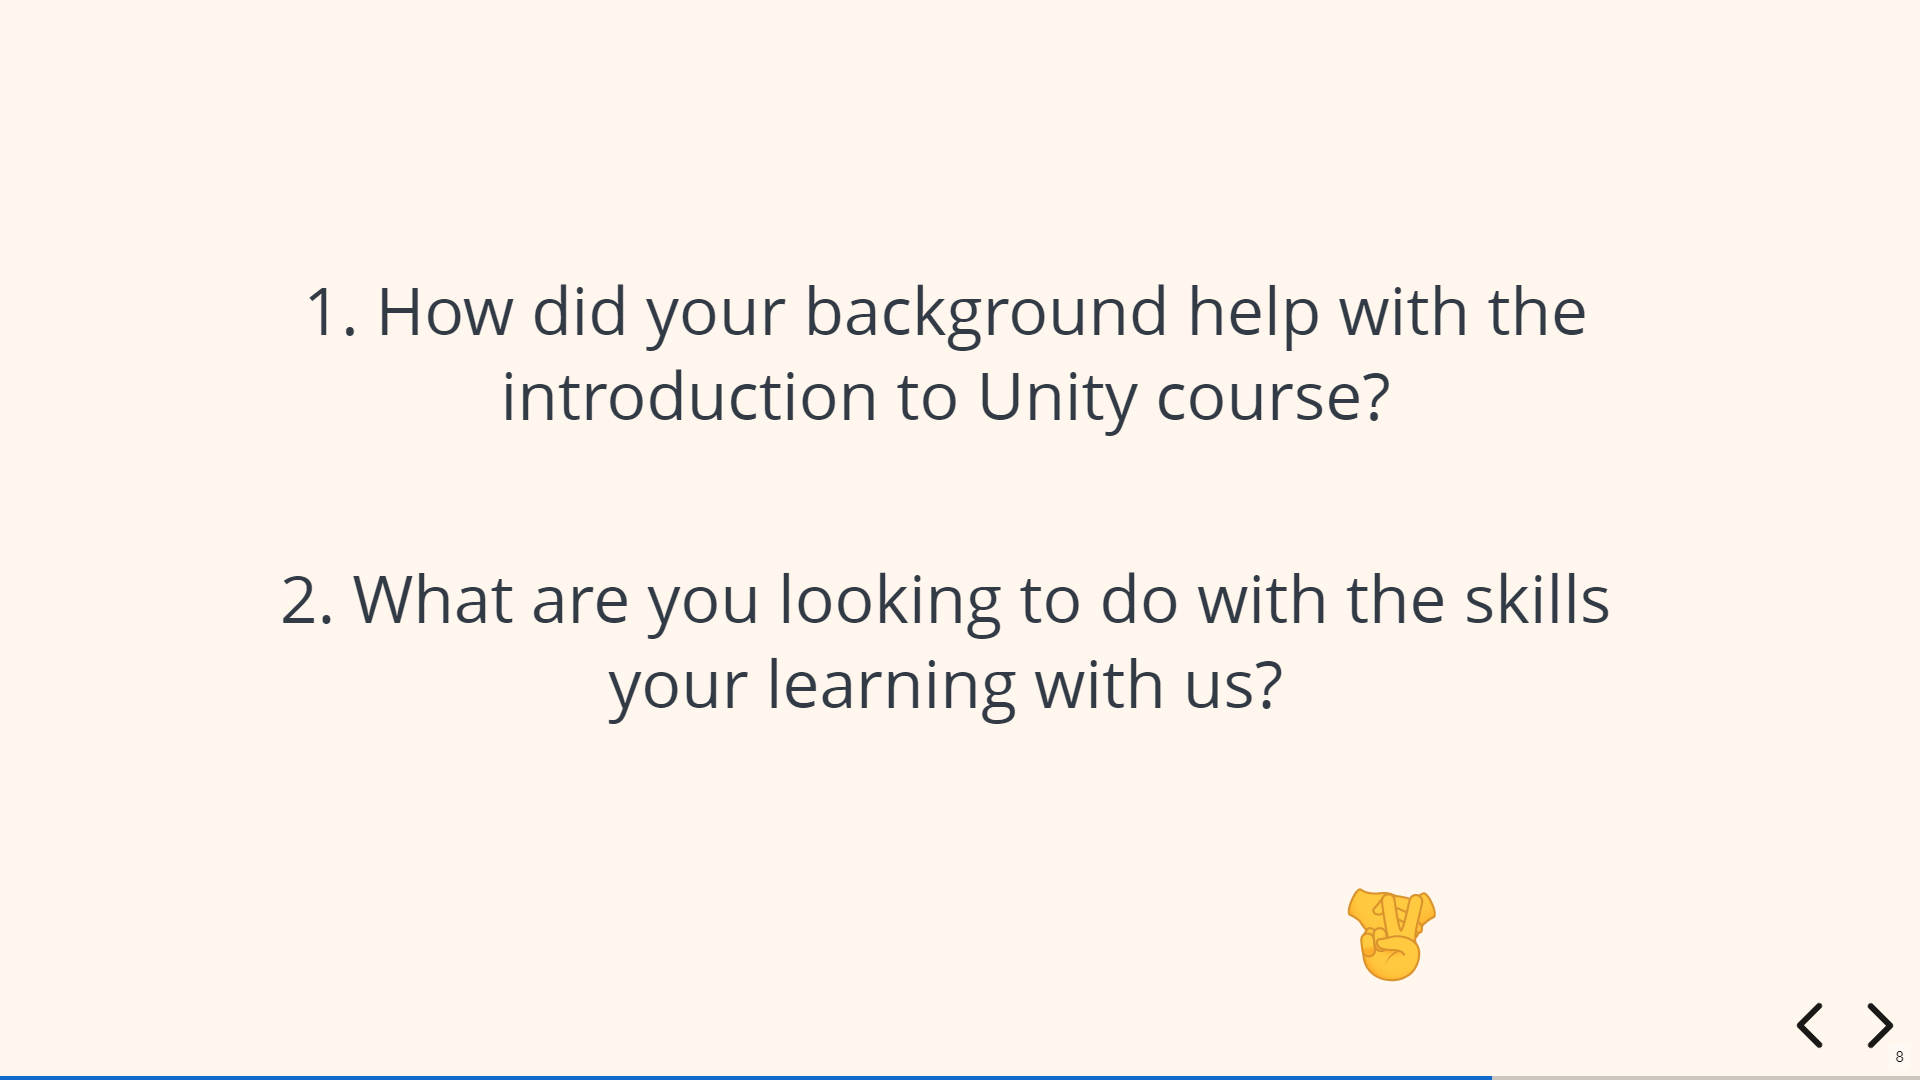 1. How did your background help with the
introduction to Unity course?
2. What are you looking to do with the skills
your learning with us?
8